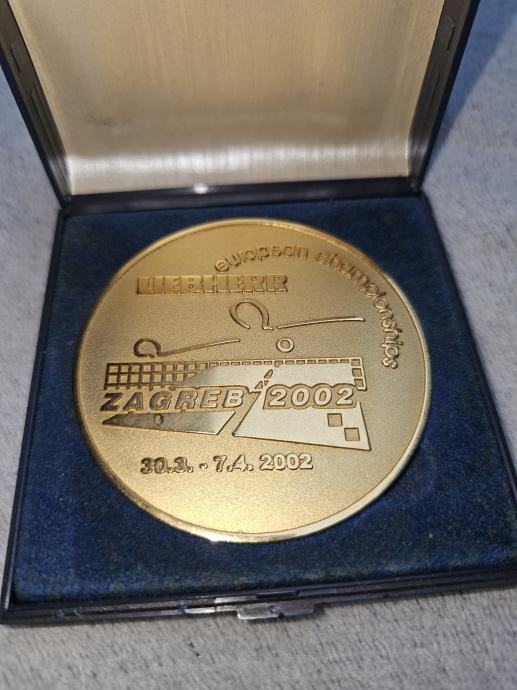 european championships
LIEBHERR
ZAGREB 2002
30.3. - 7.4. 2002